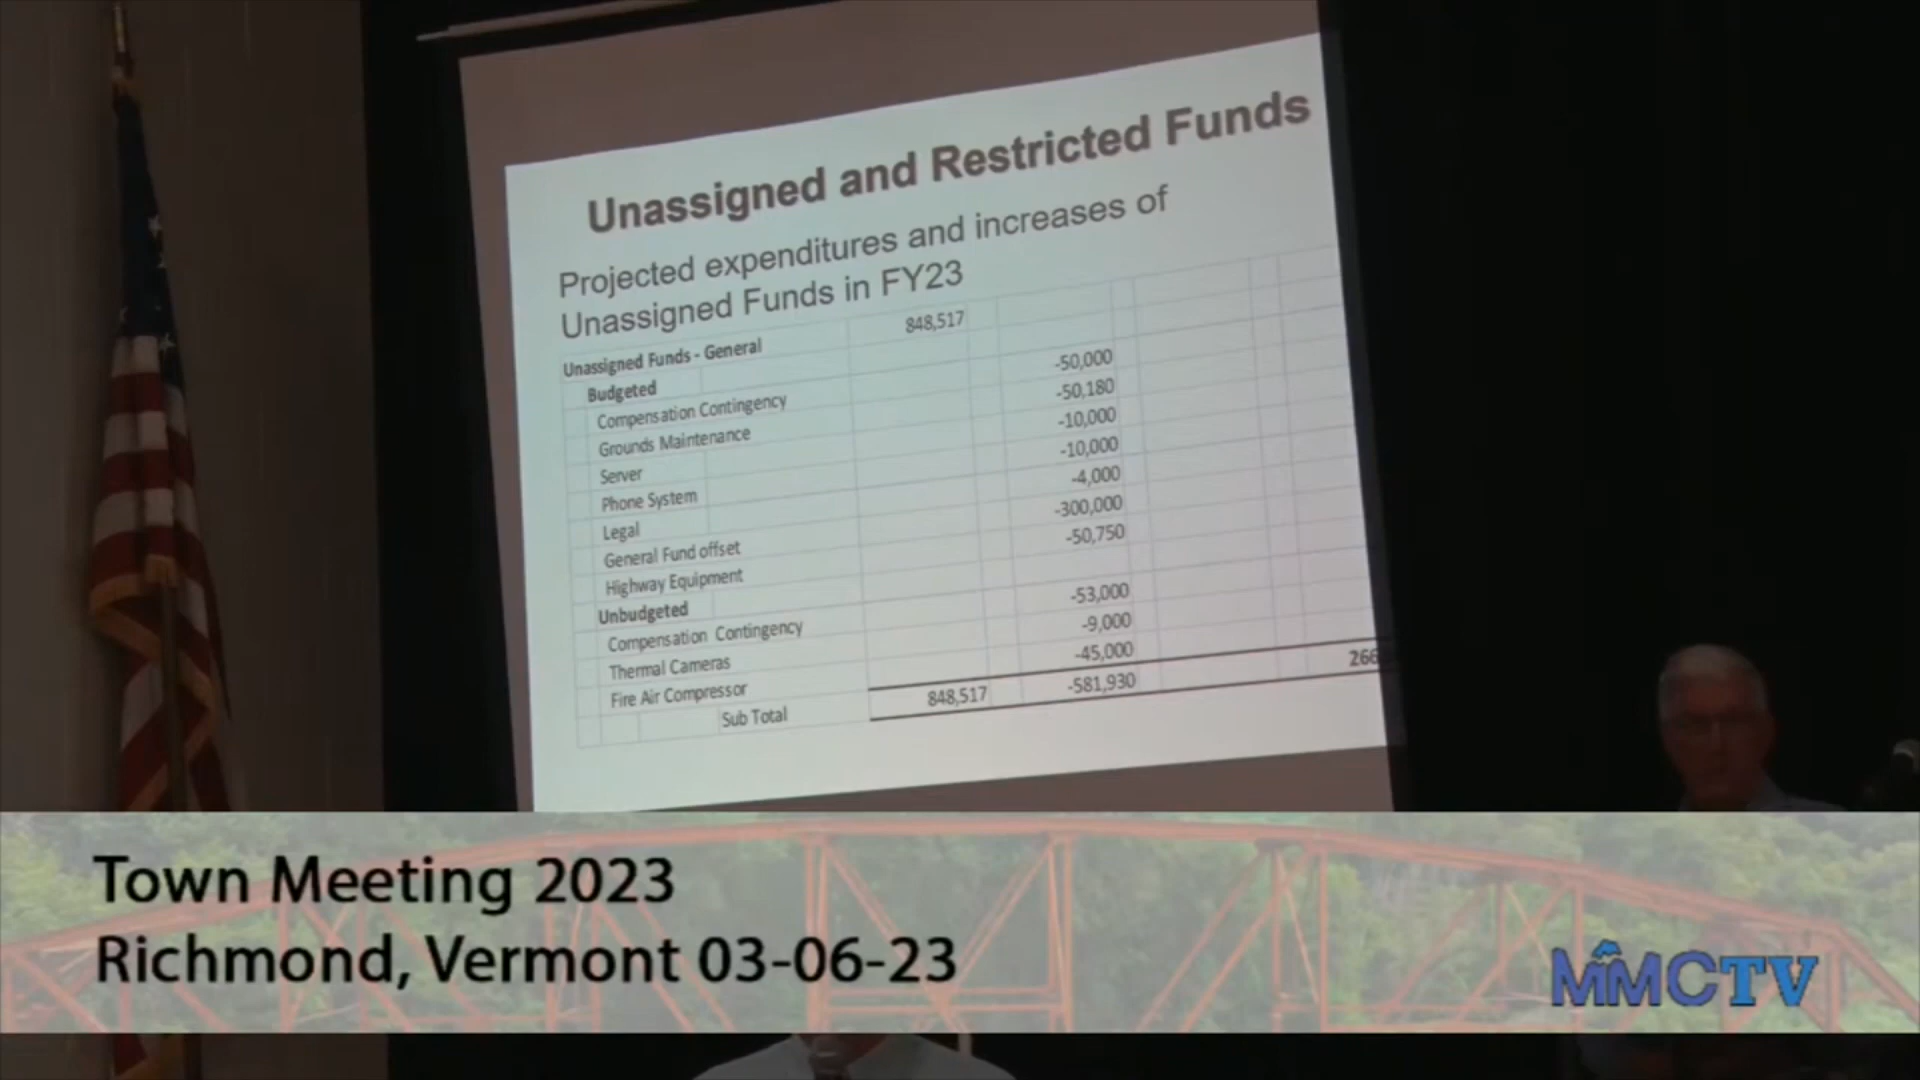 Unassigned and Restricted Funds
Projected expenditures and increases of
Unassigned Funds in FY23
Unassigned Funds - General 848,517
Budgeted
Compensation Contingency -50,000
Grounds Maintenance -50,180
Server -10,000
Phone System -10,000
Legal -4,000
General Fund offset -300,000
Highway Equipment -50,750
Unbudgeted
Compensation Contingency -53,000
Thermal Cameras -9,000
Fire Air Compressor -45,000
Sub Total 848,517 -581,930 266
Town Meeting 2023
Richmond, Vermont 03-06-23
MMCTV